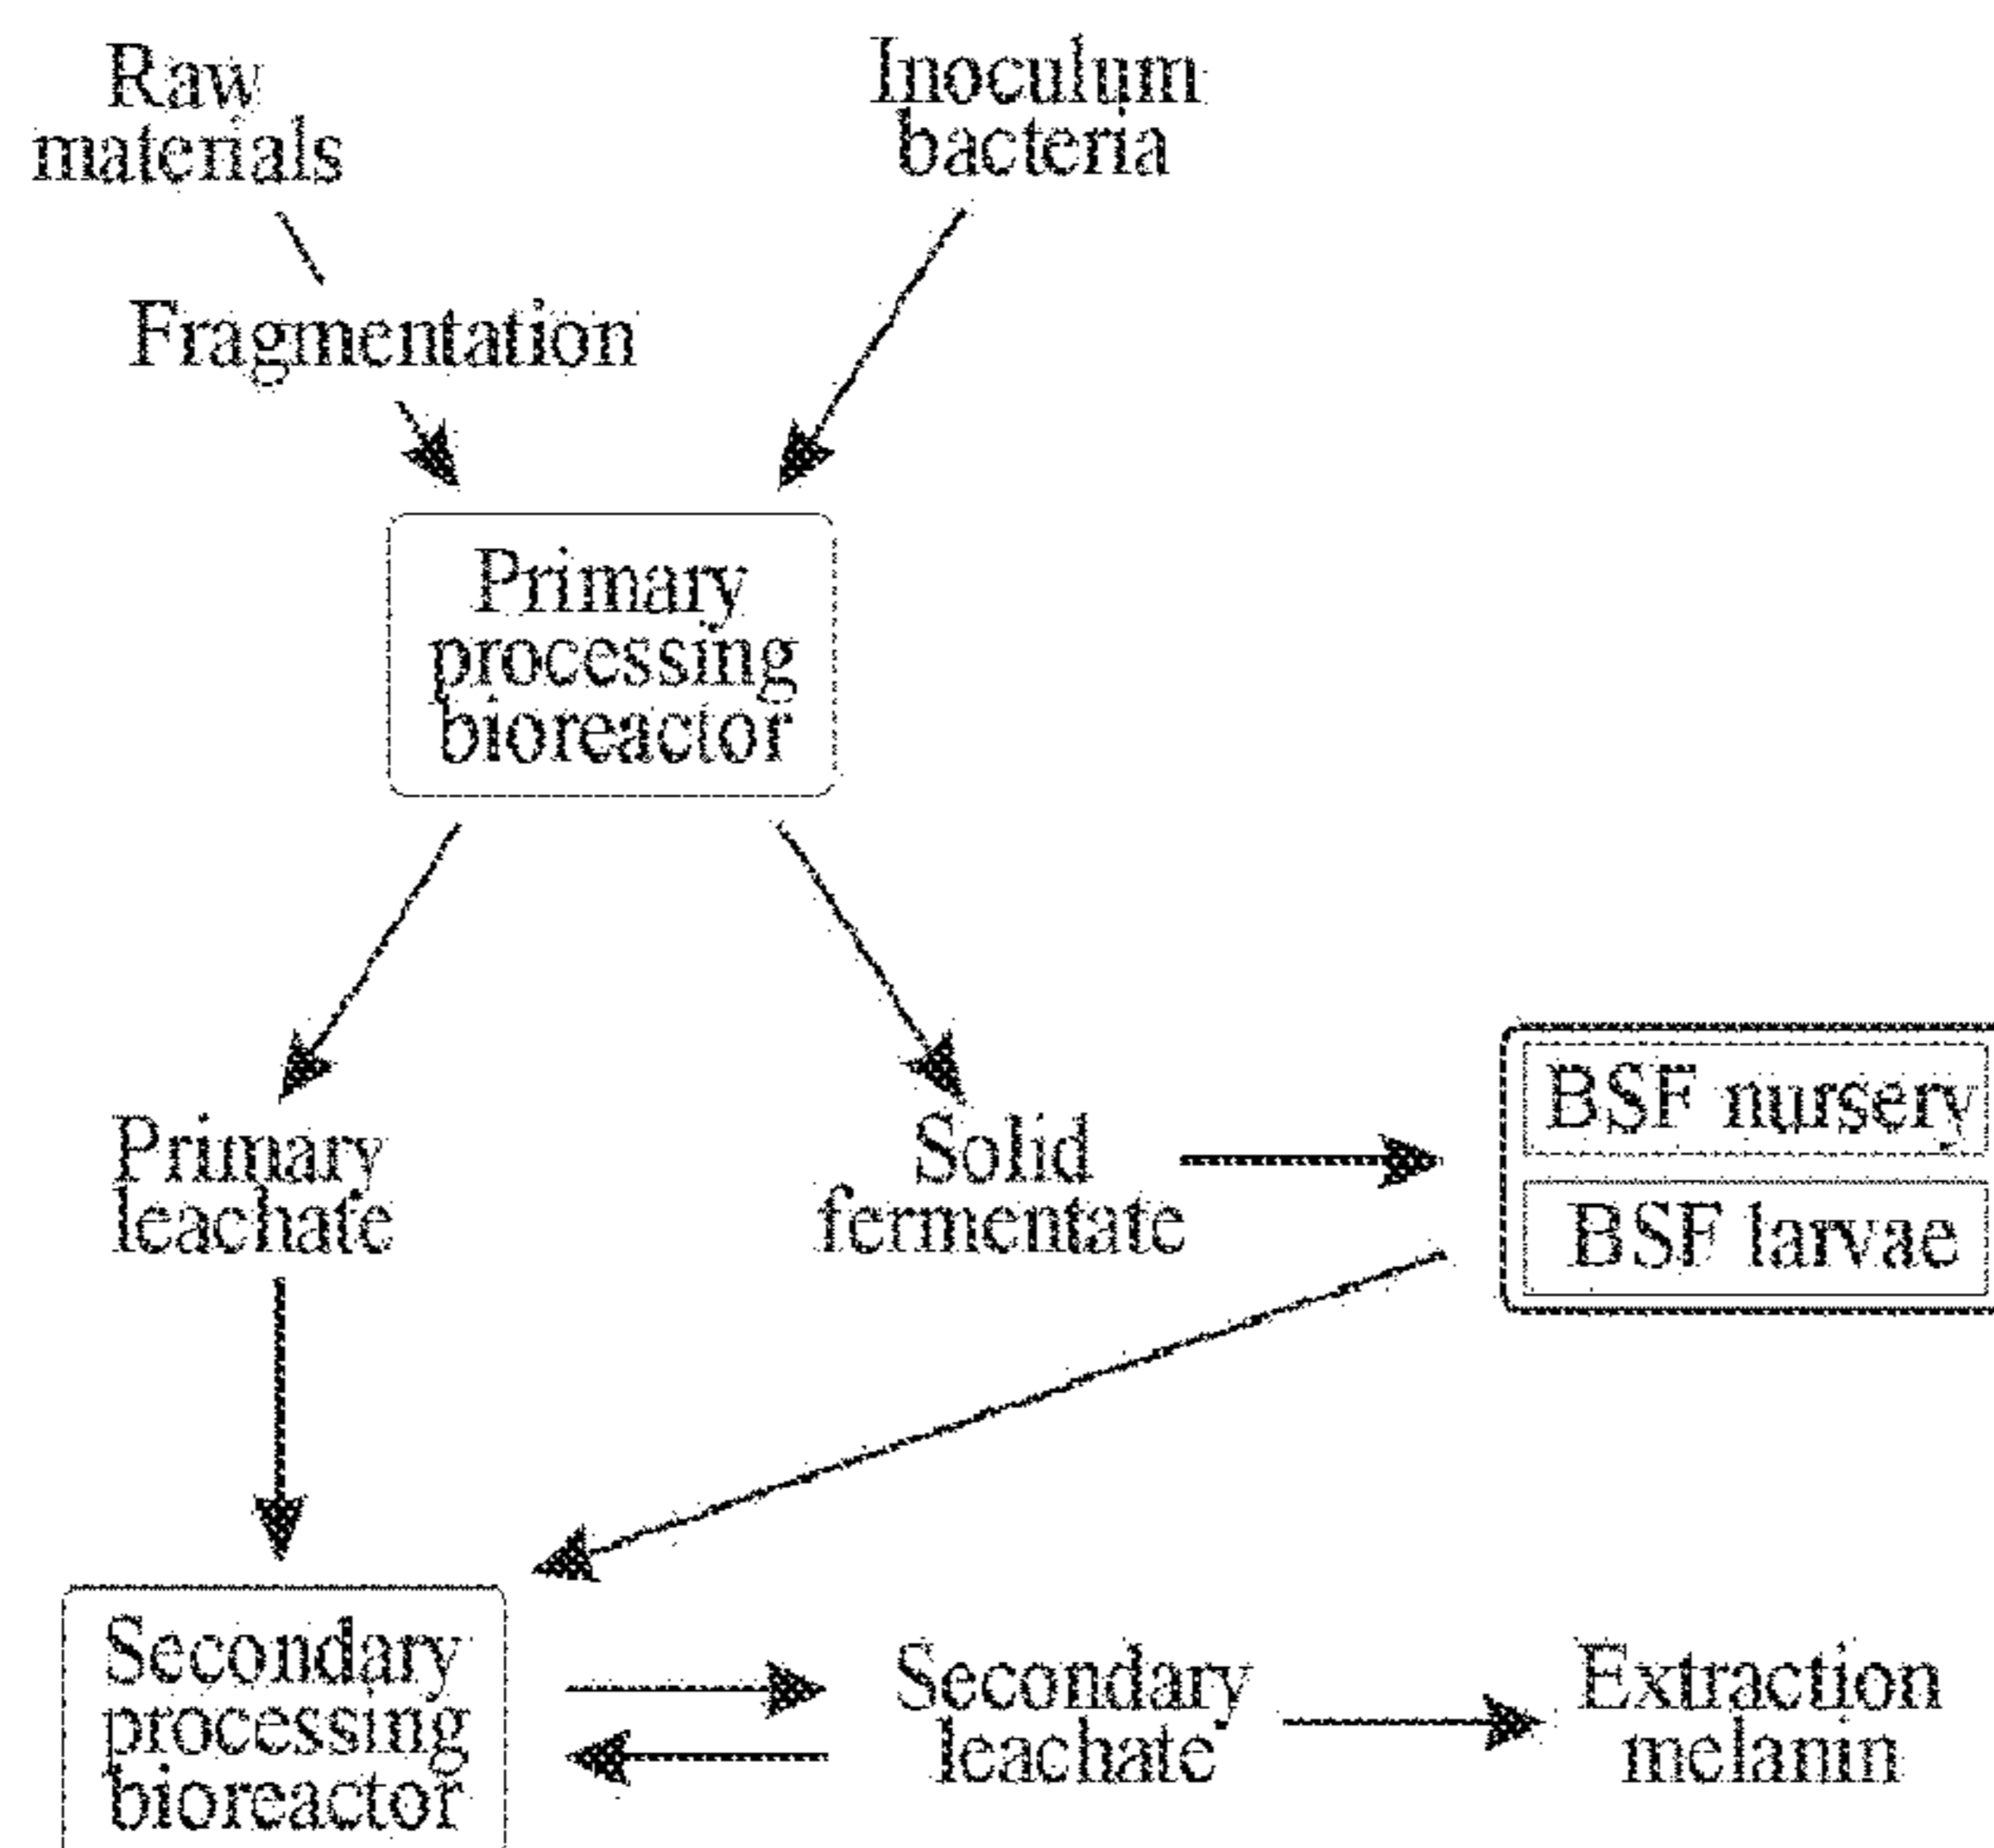 Raw
materials
Inoculum
bacteria
Fragmentation
Primary
processing
bioreactor
Primary
leachate
Solid
fermentate
BSF nursery
BSF larvae
Secondary
processing
bioreactor
Secondary
leachate
Extraction
melanin